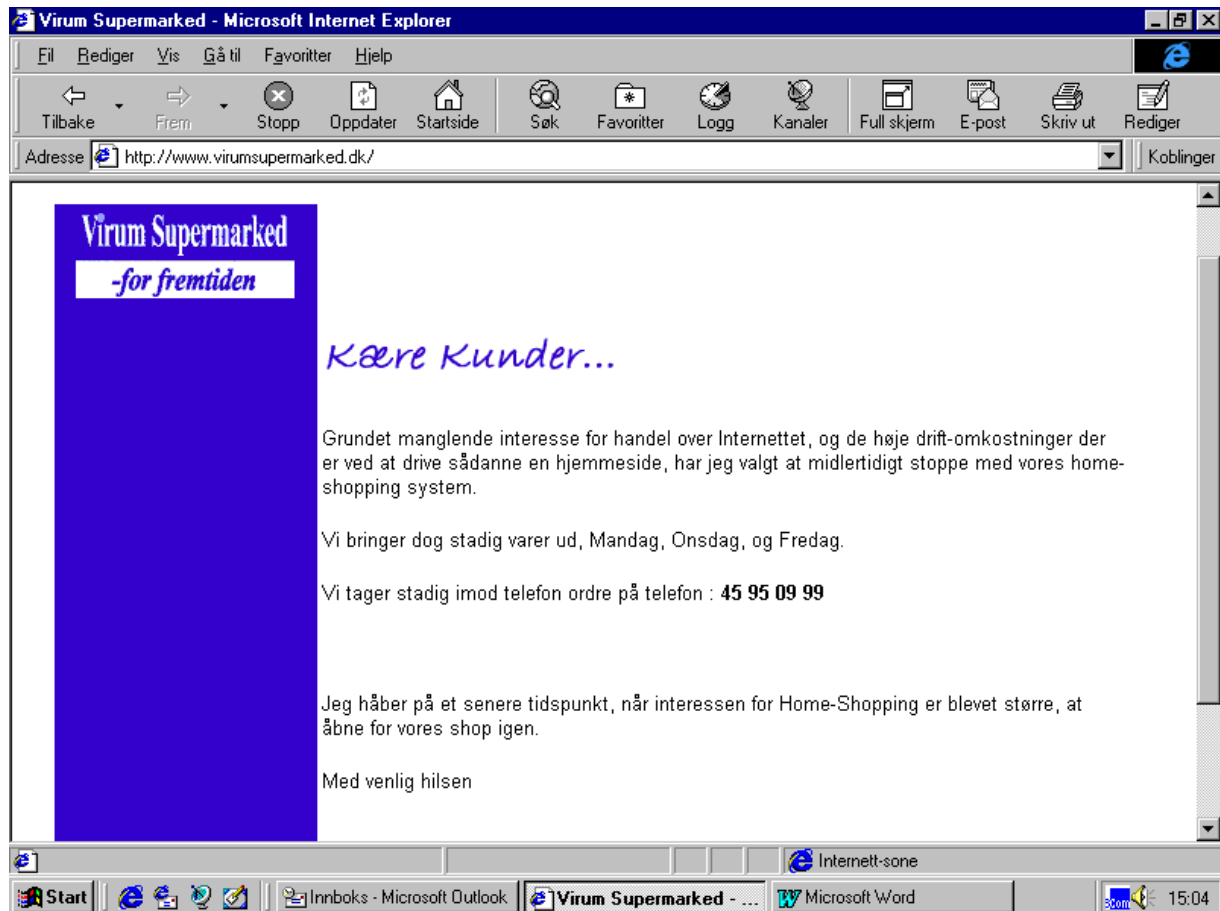 Virum Supermarked - Microsoft Internet Explorer
Fil Rediger Vis Gå til Favoritter Hjelp
Tilbake Frem Stopp Oppdater Startside Søk Favoritter Logg Kanaler Full skjerm E-post Skriv ut Rediger
Adresse http://www.virumsupermarked.dk/ Koblinger
Virum Supermarked
-for fremtiden
Kære Kunder...
Grundet manglende interesse for handel over Internettet, og de høje drift-omkostninger der
er ved at drive sådanne en hjemmeside, har jeg valgt at midlertidigt stoppe med vores home-
shopping system.
Vi bringer dog stadig varer ud, Mandag, Onsdag, og Fredag.
Vi tager stadig imod telefon ordre på telefon : 45 95 09 99
Jeg håber på et senere tidspunkt, når interessen for Home-Shopping er blevet større, at
åbne for vores shop igen.
Med venlig hilsen
Internett-sone
Start Innboks - Microsoft Outlook Virum Supermarked - ... Microsoft Word 3com 15:04